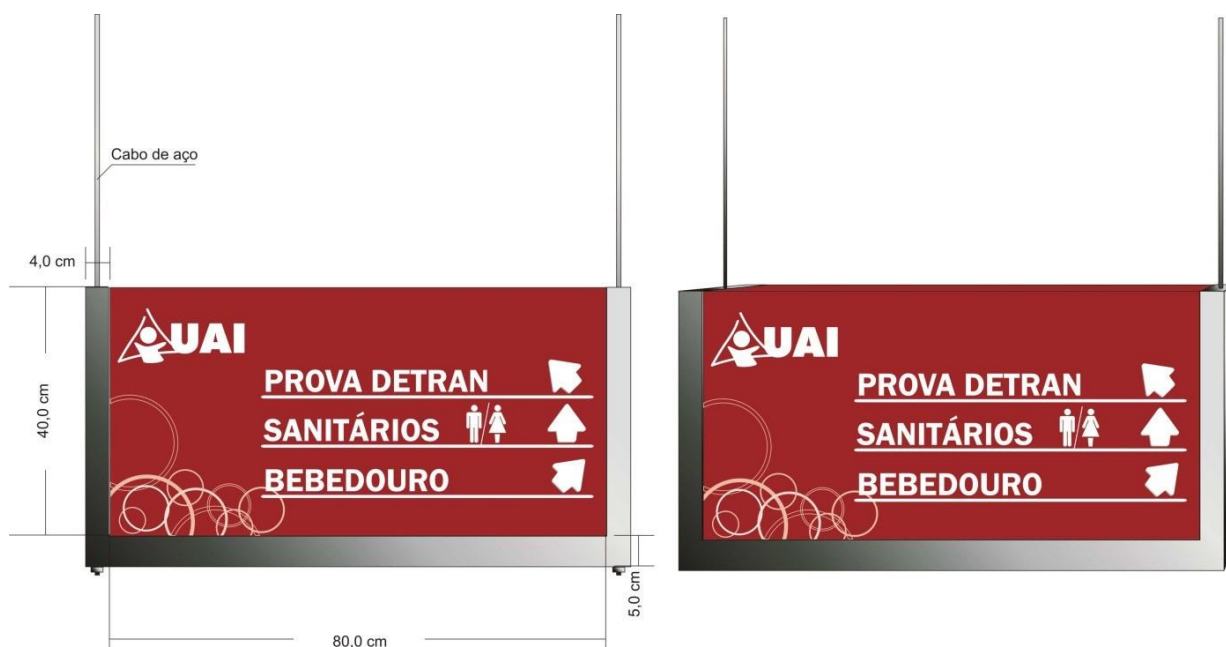 Cabo de aço
4,0 cm
40,0 cm
UAI
PROVA DETRAN
SANITÁRIOS
BEBEDOURO
5,0 cm
80.0 cm
UAI
PROVA DETRAN
SANITÁRIOS
BEBEDOURO